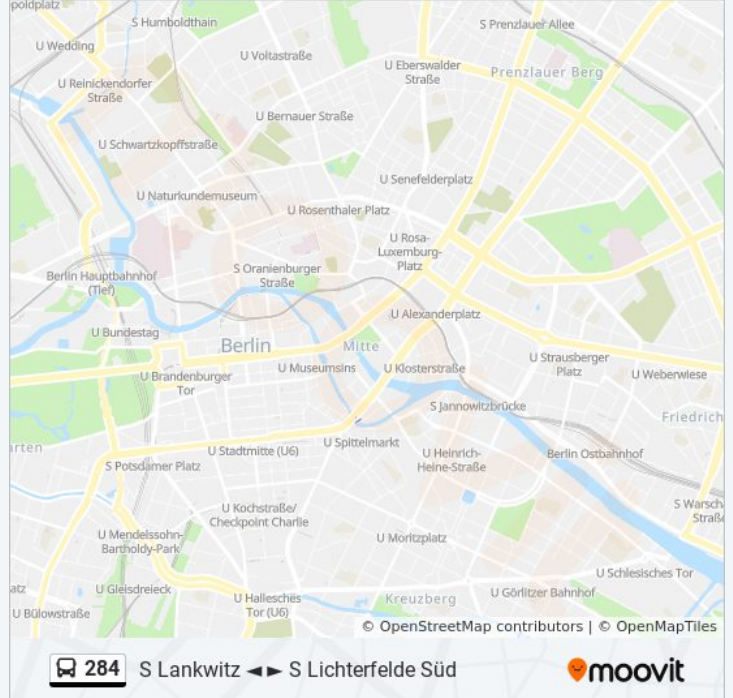 poldplatz
S Humboldthain
S Prenzlauer Allee
U Wedding
U Voltastraße
U Eberswalder
Straße
Prenzlauer Berg
U Reinickendorfer
Straße
U Bernauer Straße
U Schwartzkopffstraße
U Senefelderplatz
U Naturkundemuseum
U Rosenthaler Platz
U Rosa-
Luxemburg-
Platz
Berlin Hauptbahnhof
(Tief)
S Oranienburger
Straße
U Alexanderplatz
U Bundestag
Berlin
Mitte
U Strausberger
Platz
U Museumsins
U Klosterstraße
U Weberwiese
U Brandenburger
Tor
S Jannowitzbrücke
Friedrich
rten
U Stadtmitte (U6)
U Spittelmarkt
U Heinrich-
Heine-Straße
Berlin Ostbahnhof
S Potsdamer Platz
S Warsch
Straße
U Kochstraße/
Checkpoint Charlie
U Mendelssohn-
Bartholdy-Park
U Moritzplatz
U Schlesisches Tor
atz
U Gleisdreieck
U Hallesches
Tor (U6)
Kreuzberg
U Görlitzer Bahnhof
U Bülowstraße
© OpenStreetMap contributors | © OpenMapTiles
284 S Lankwitz ◄► S Lichterfelde Süd
moovit